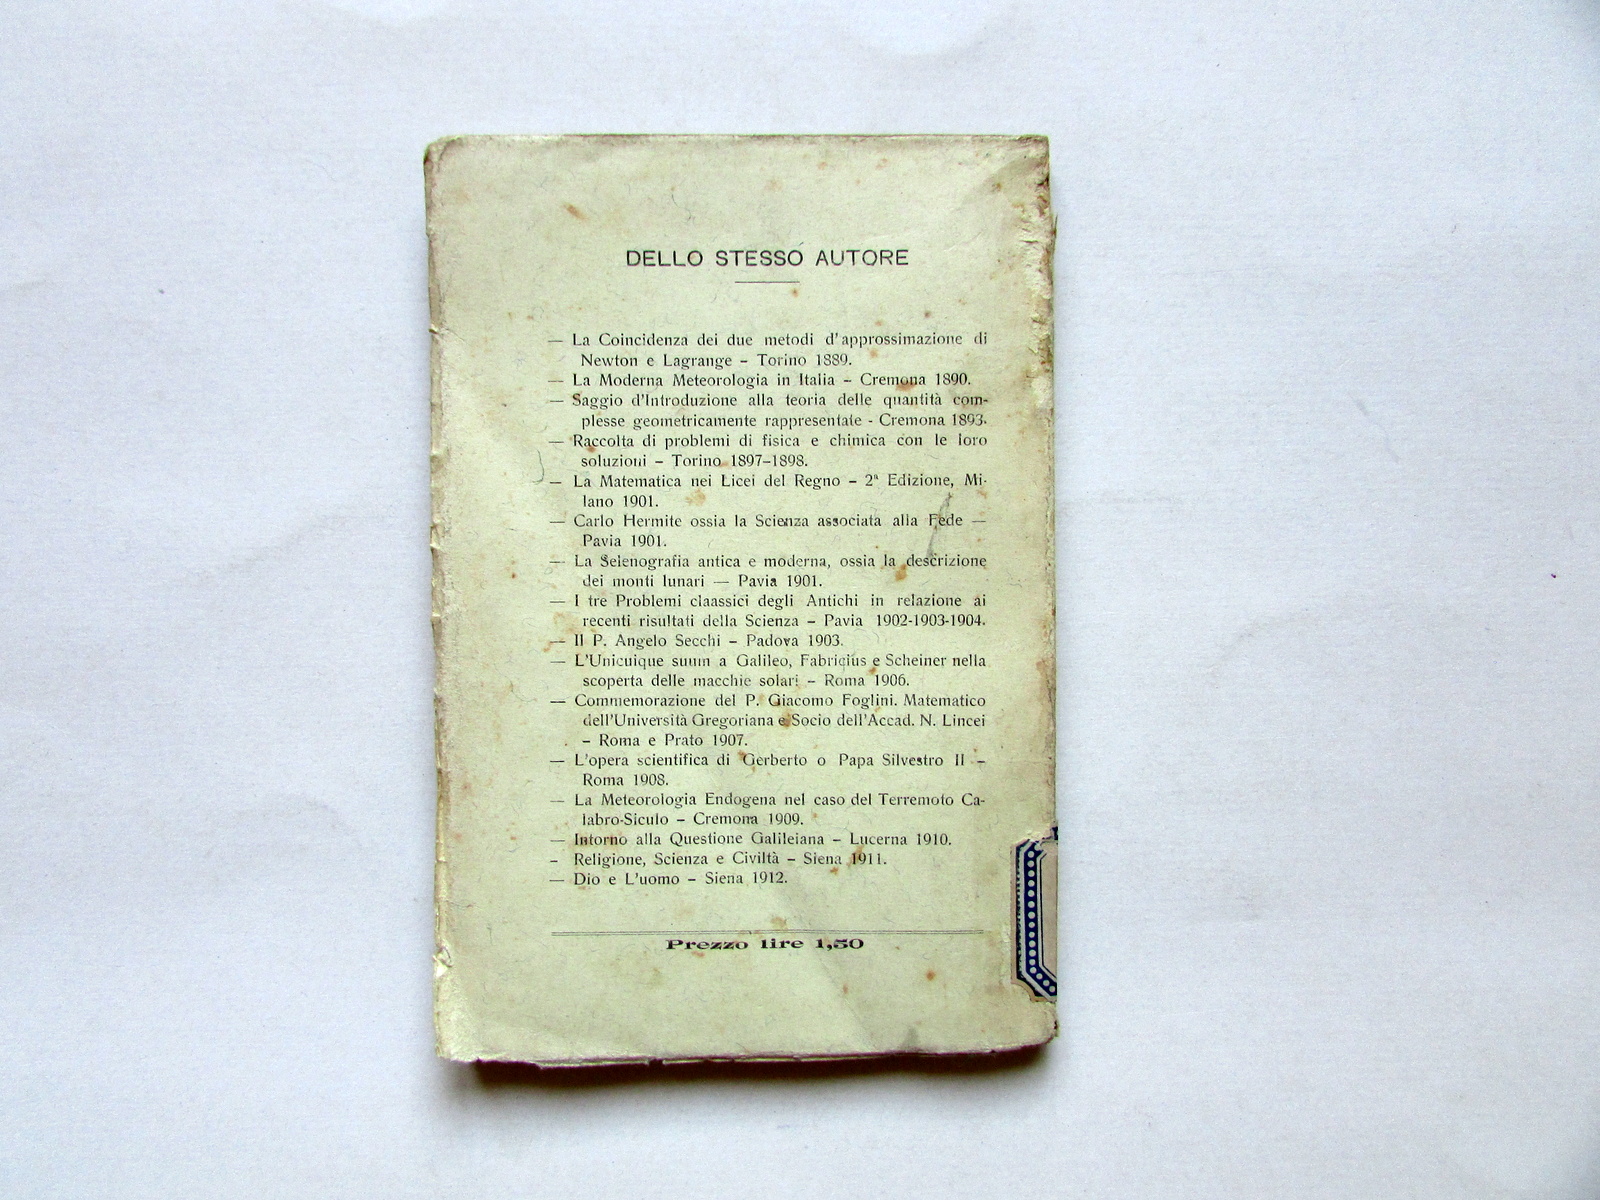 DELLO STESSO AUTORE
— La Coincidenza dei due metodi d'approssimazione di
Newton e Lagrange – Torino 1889.
— La Moderna Meteorologia in Italia – Cremona 1890.
— Saggio d'Introduzione alla teoria delle quantità com-
plesse geometricamente rappresentate - Cremona 1893.
— Raccolta di problemi di fisica e chimica con le loro
soluzioni – Torino 1897-1898.
— La Matematica nei Licei del Regno – 2ª Edizione, Mi-
lano 1901.
— Carlo Hermite ossia la Scienza associata alla Fede —
Pavia 1901.
— La Selenografia antica e moderna, ossia la descrizione
dei monti lunari — Pavia 1901.
— I tre Problemi claassici degli Antichi in relazione ai
recenti risultati della Scienza – Pavia 1902-1903-1904.
— Il P. Angelo Secchi – Padova 1903.
— L'Unicuique suum a Galileo, Fabricius e Scheiner nella
scoperta delle macchie solari – Roma 1906.
— Commemorazione del P. Giacomo Foglini. Matematico
dell'Università Gregoriana e Socio dell'Accad. N. Lincei
– Roma e Prato 1907.
— L'opera scientifica di Gerberto o Papa Silvestro II –
Roma 1908.
— La Meteorologia Endogena nel caso del Terremoto Ca-
labro-Siculo – Cremona 1909.
— Intorno alla Questione Galileiana – Lucerna 1910.
– Religione, Scienza e Civiltà – Siena 1911.
— Dio e L'uomo – Siena 1912.
Prezzo lire 1,50